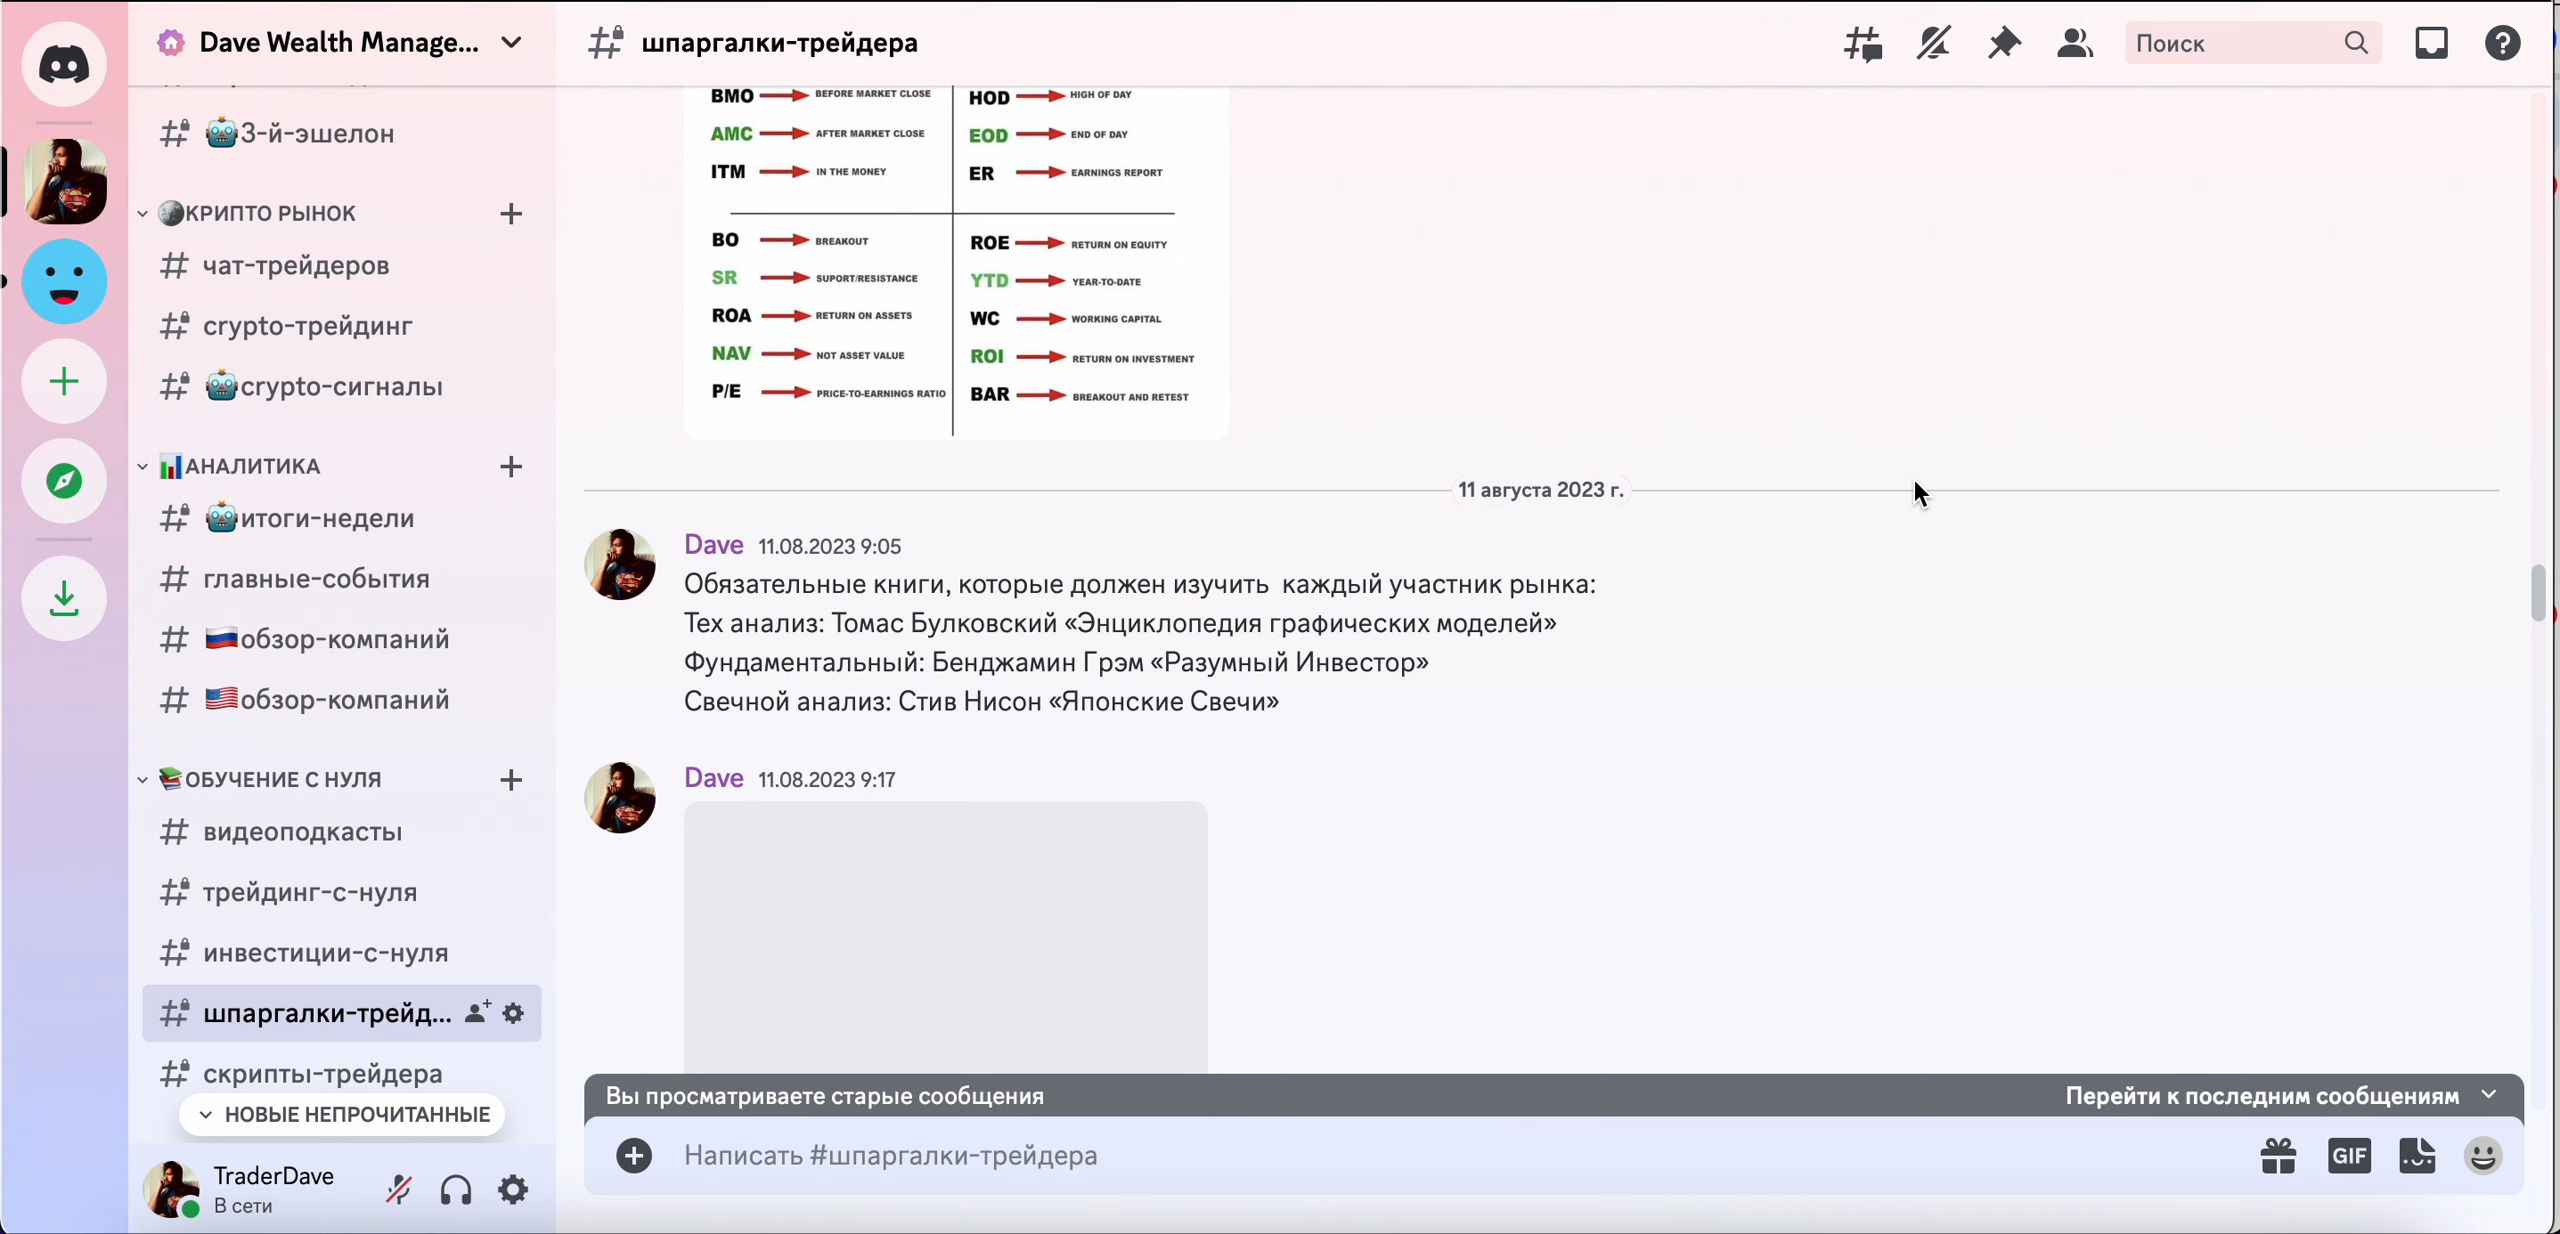 Dave Wealth Manage...
3-й-эшелон
КРИПТО РЫНОК
чат-трейдеров
crypto-трейдинг
crypto-сигналы
АНАЛИТИКА
итоги-недели
главные-события
обзор-компаний
обзор-компаний
ОБУЧЕНИЕ С НУЛЯ
видеоподкасты
трейдинг-с-нуля
инвестиции-с-нуля
шпаргалки-трейд...
скрипты-трейдера
НОВЫЕ НЕПРОЧИТАННЫЕ
TraderDave
В сети
шпаргалки-трейдера
Поиск
BMO BEFORE MARKET CLOSE
AMC AFTER MARKET CLOSE
ITM IN THE MONEY
HOD HIGH OF DAY
EOD END OF DAY
ER EARNINGS REPORT
BO BREAKOUT
SR SUPORT/RESISTANCE
ROA RETURN ON ASSETS
NAV NOT ASSET VALUE
P/E PRICE-TO-EARNINGS RATIO
ROE RETURN ON EQUITY
YTD YEAR-TO-DATE
WC WORKING CAPITAL
ROI RETURN ON INVESTMENT
BAR BREAKOUT AND RETEST
11 августа 2023 г.
Dave 11.08.2023 9:05
Обязательные книги, которые должен изучить каждый участник рынка:
Тех анализ: Томас Булковский «Энциклопедия графических моделей»
Фундаментальный: Бенджамин Грэм «Разумный Инвестор»
Свечной анализ: Стив Нисон «Японские Свечи»
Dave 11.08.2023 9:17
Вы просматриваете старые сообщения
Перейти к последним сообщениям
Написать #шпаргалки-трейдера
GIF